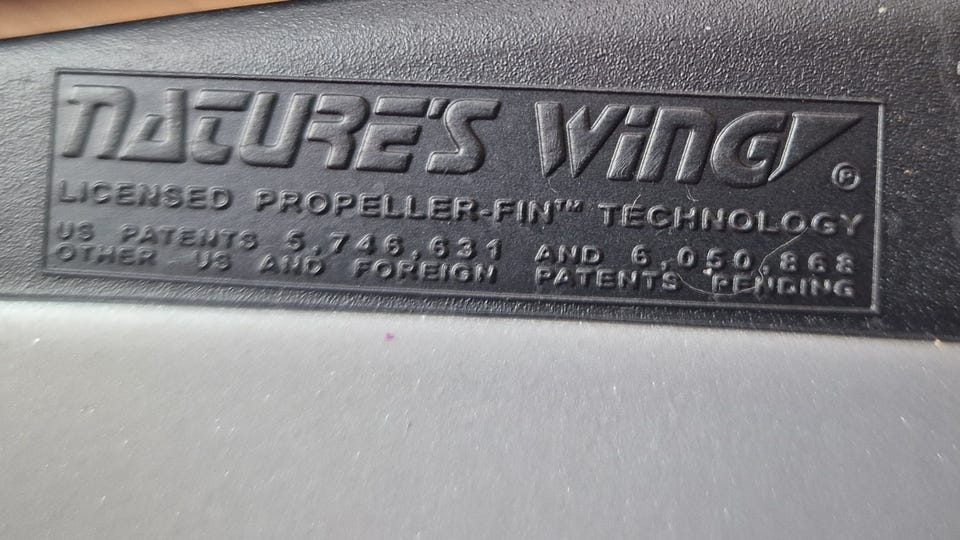 NATURE'S WING®
LICENSED PROPELLER-FIN™ TECHNOLOGY
US PATENTS 5,746,631 AND 6,050,868
OTHER US AND FOREIGN PATENTS PENDING